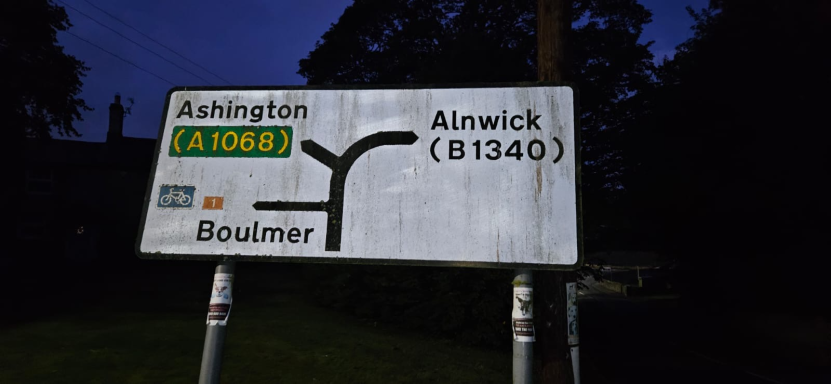 Ashington
(A1068)
Alnwick
(B1340)
1
Boulmer